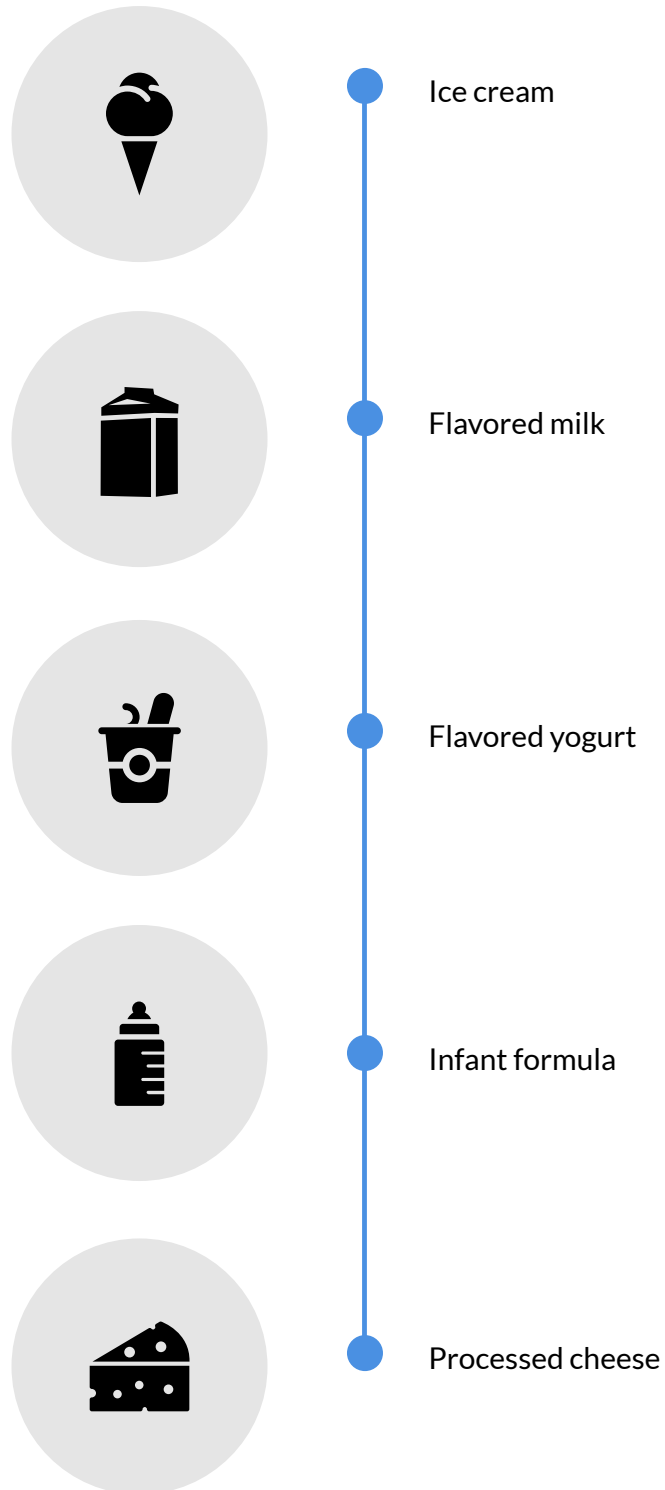 Ice cream
Flavored milk
Flavored yogurt
Infant formula
Processed cheese